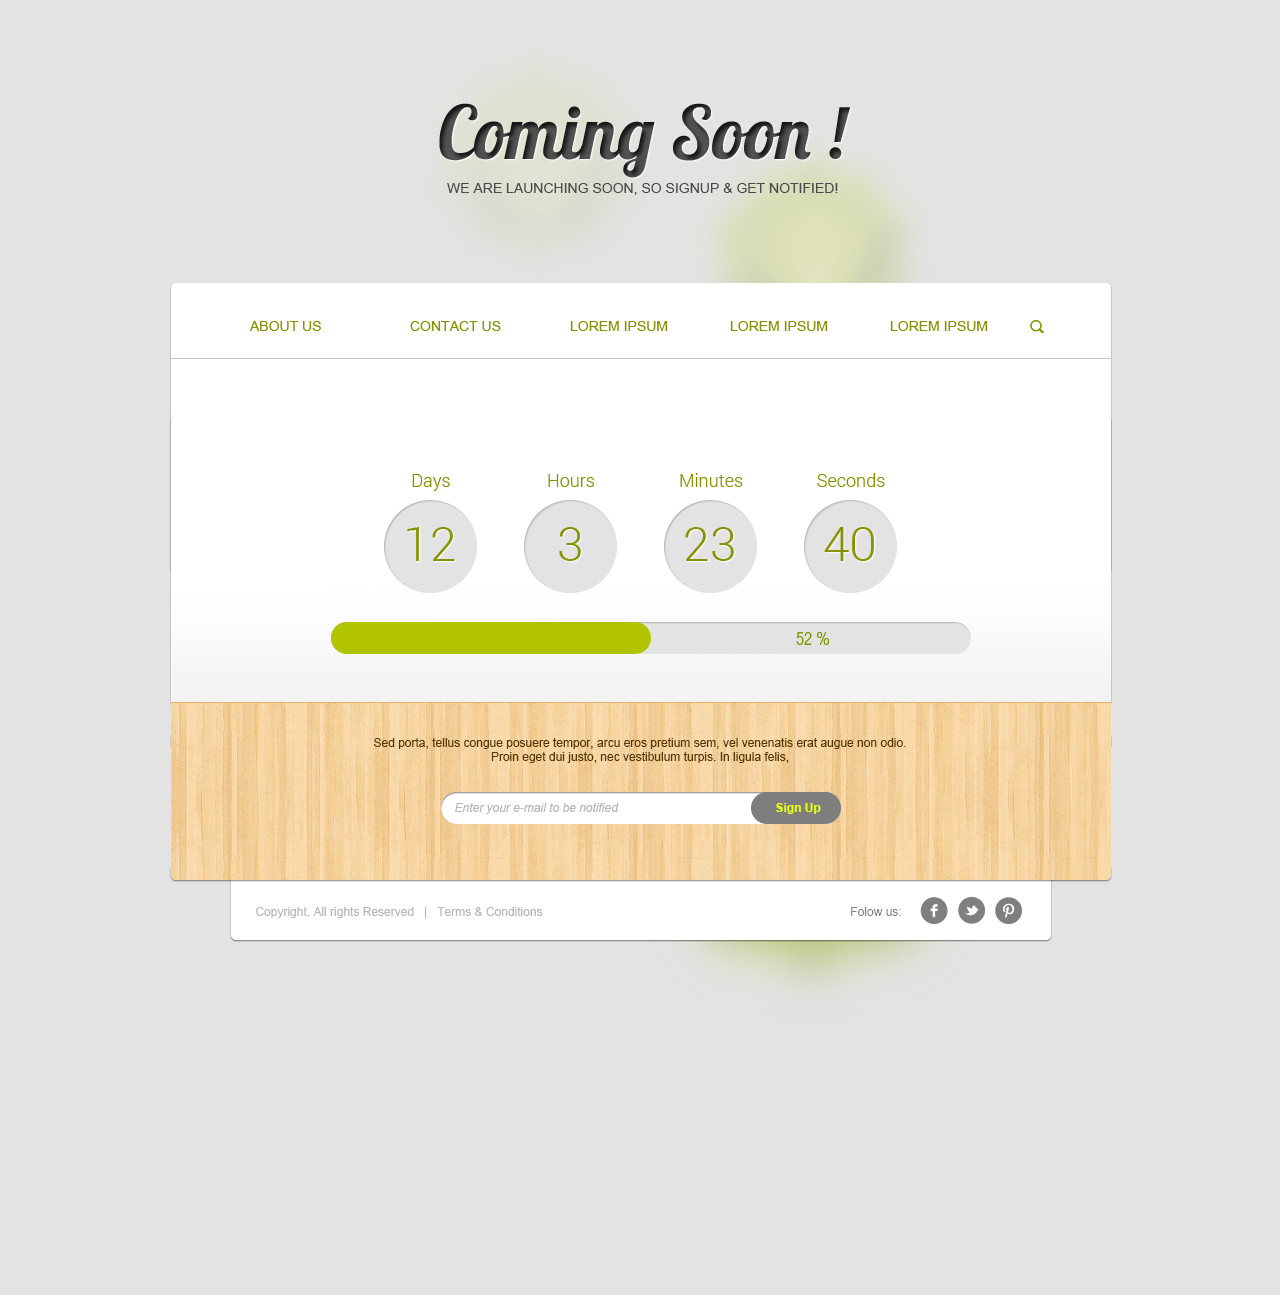 Coming Soon !
WE ARE LAUNCHING SOON, SO SIGNUP & GET NOTIFIED!
ABOUT US CONTACT US LOREM IPSUM LOREM IPSUM LOREM IPSUM
Days Hours Minutes Seconds
12 3 23 40
52 %
Sed porta, tellus congue posuere tempor, arcu eros pretium sem, vel venenatis erat augue non odio.
Proin eget dui justo, nec vestibulum turpis. In ligula felis,
Enter your e-mail to be notified Sign Up
Copyright. All rights Reserved | Terms & Conditions Folow us: